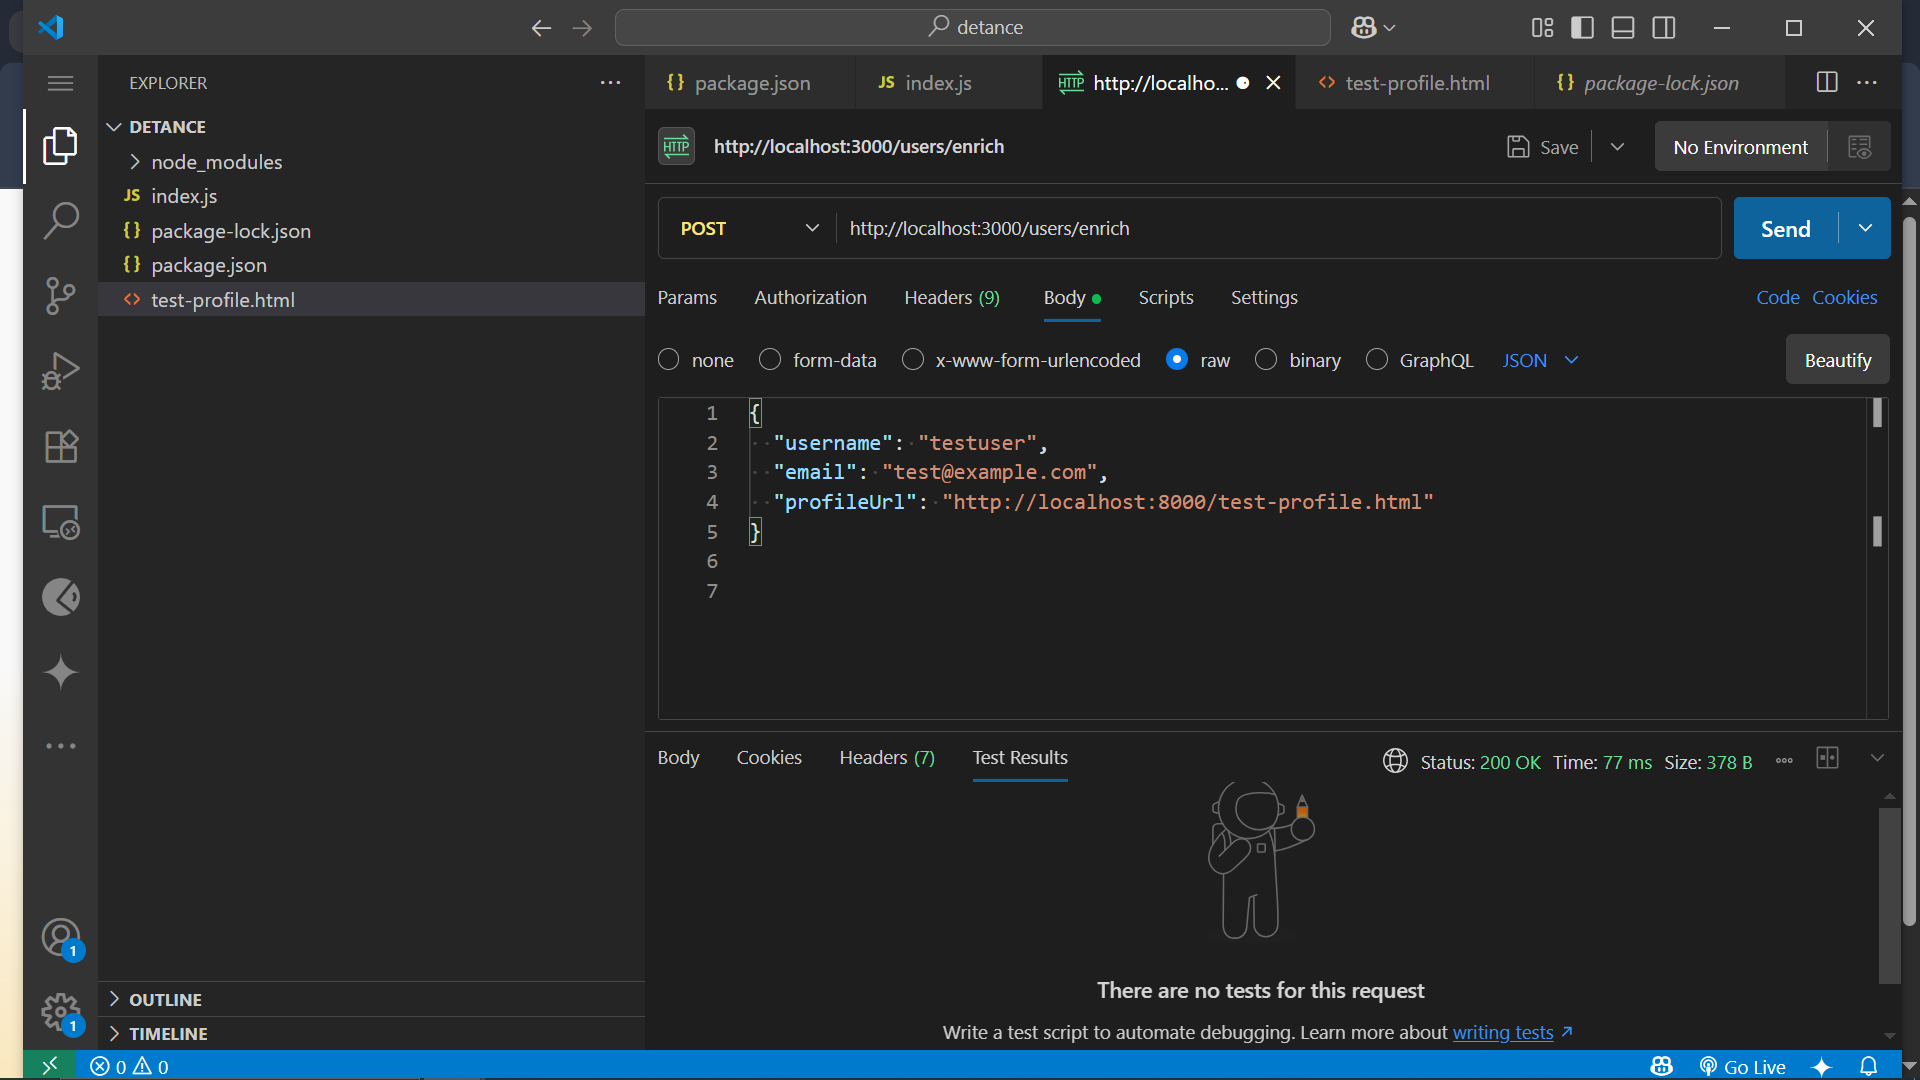 detance
EXPLORER
DETANCE
node_modules
JS index.js
{} package-lock.json
{} package.json
<> test-profile.html
OUTLINE
TIMELINE
1
1
{} package.json
JS index.js
HTTP http://localho...
<> test-profile.html
{} package-lock.json
HTTP http://localhost:3000/users/enrich
Save
No Environment
POST
http://localhost:3000/users/enrich
Send
Params
Authorization
Headers (9)
Body
Scripts
Settings
Code
Cookies
none
form-data
x-www-form-urlencoded
raw
binary
GraphQL
JSON
Beautify
1 {
2 "username": "testuser",
3 "email": "test@example.com",
4 "profileUrl": "http://localhost:8000/test-profile.html"
5 }
6
7
Body
Cookies
Headers (7)
Test Results
Status: 200 OK Time: 77 ms Size: 378 B
There are no tests for this request
Write a test script to automate debugging. Learn more about writing tests
0 0
Go Live